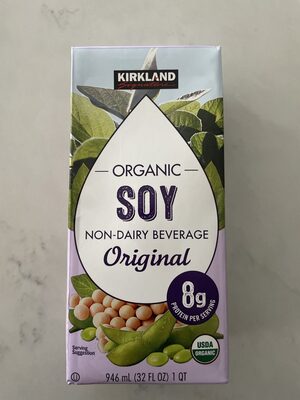 KIRKLAND
Signature
ORGANIC
SOY
NON-DAIRY BEVERAGE
Original
8g
PROTEIN PER SERVING
Serving
Suggestion
USDA
ORGANIC
U
946 mL (32 FL OZ) 1 QT